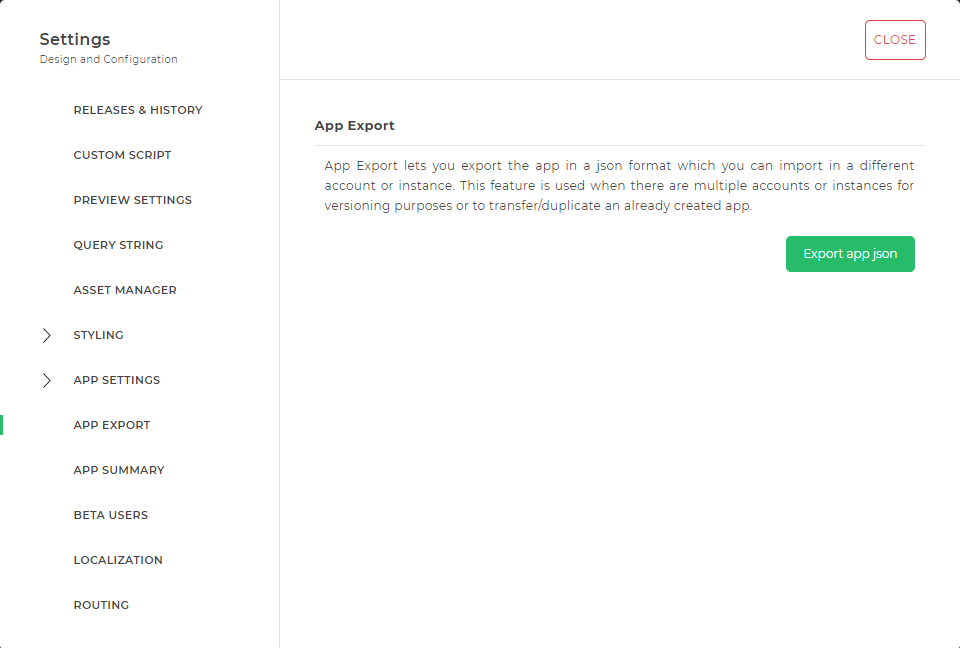 Settings
Design and Configuration
RELEASES & HISTORY
CUSTOM SCRIPT
PREVIEW SETTINGS
QUERY STRING
ASSET MANAGER
STYLING
APP SETTINGS
APP EXPORT
APP SUMMARY
BETA USERS
LOCALIZATION
ROUTING
CLOSE
App Export
App Export lets you export the app in a json format which you can import in a different
account or instance. This feature is used when there are multiple accounts or instances for
versioning purposes or to transfer/duplicate an already created app.
Export app json